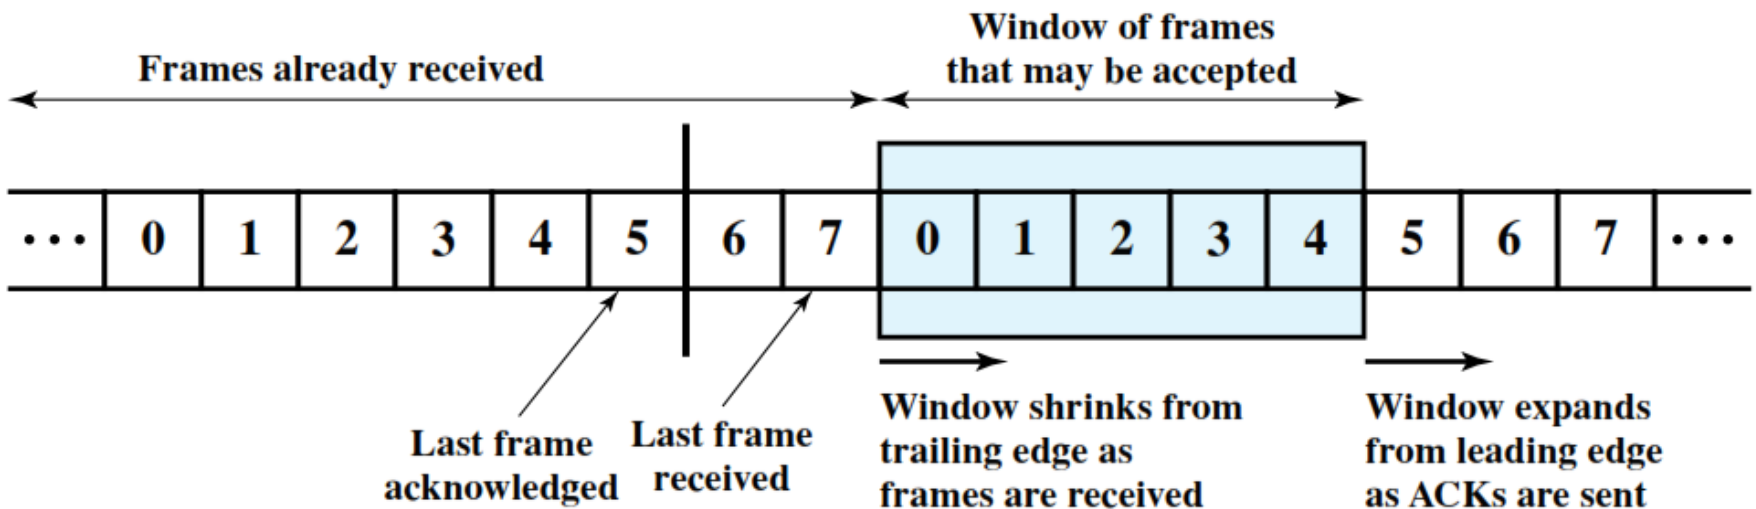 Window of frames
that may be accepted
Frames already received
··· 0 1 2 3 4 5 6 7 0 1 2 3 4 5 6 7 ···
Last frame
acknowledged
Last frame
received
Window shrinks from
trailing edge as
frames are received
Window expands
from leading edge
as ACKs are sent